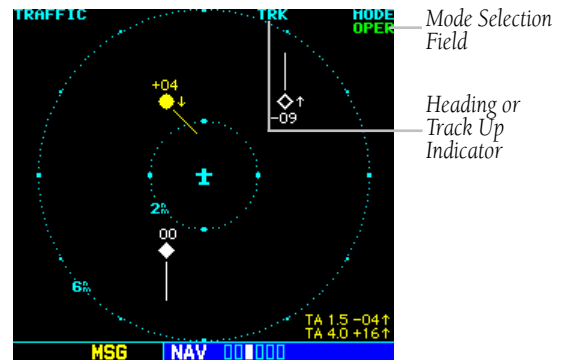 TRAFFIC TRK MODE
OPER
Mode Selection
Field
+04↓
↑
-09
Heading or
Track Up
Indicator
2nm
00
6nm
TA 1.5 -04↑
TA 4.0 +16↑
MSG NAV